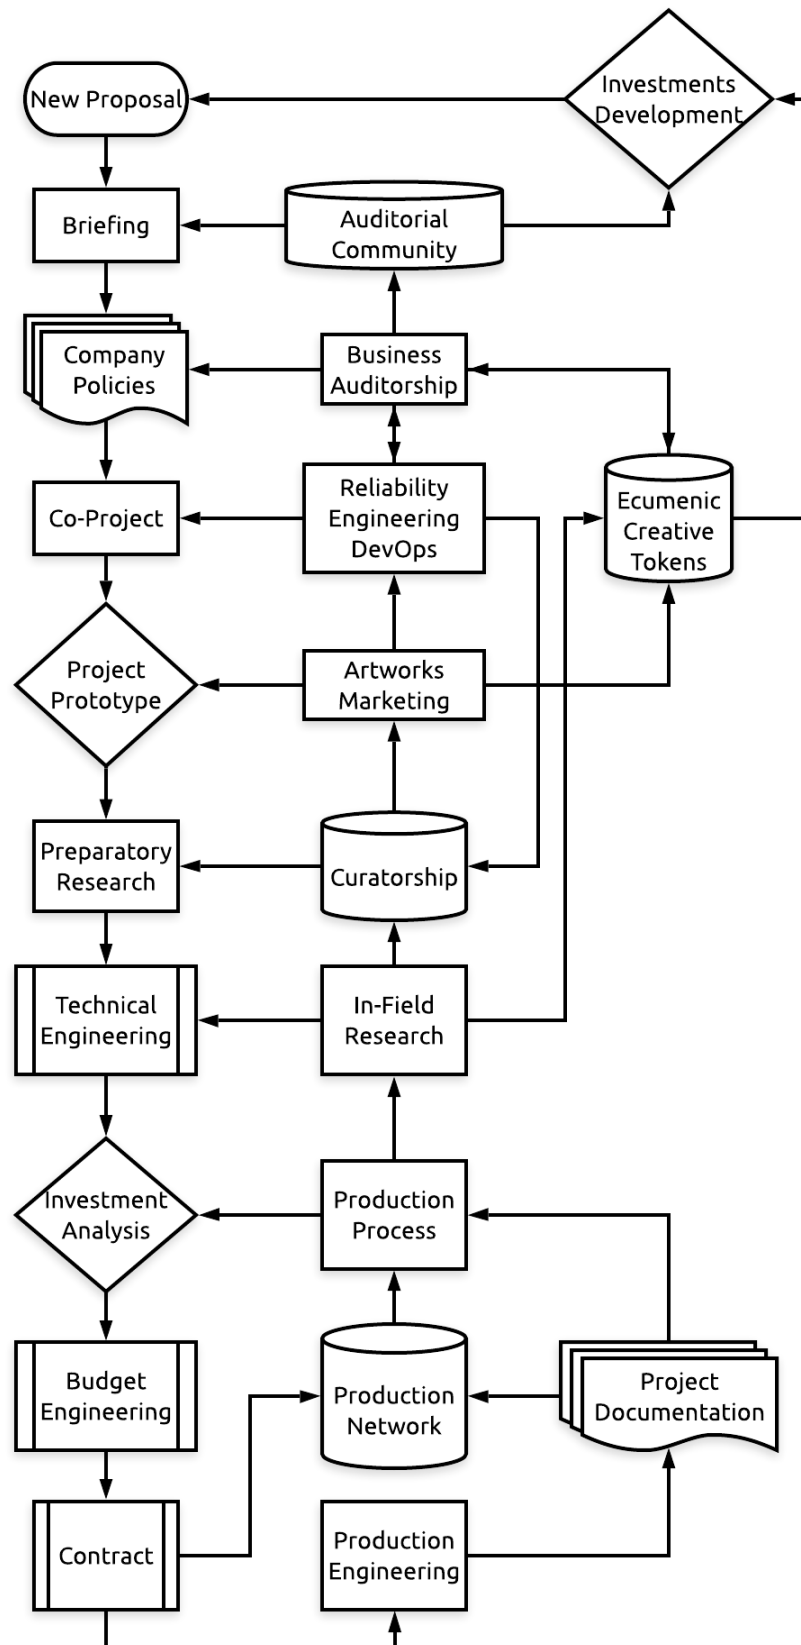 New Proposal
Investments
Development
Briefing
Auditorial
Community
Company
Policies
Business
Auditorship
Co-Project
Reliability
Engineering
DevOps
Ecumenic
Creative
Tokens
Project
Prototype
Artworks
Marketing
Preparatory
Research
Curatorship
Technical
Engineering
In-Field
Research
Investment
Analysis
Production
Process
Budget
Engineering
Production
Network
Project
Documentation
Contract
Production
Engineering